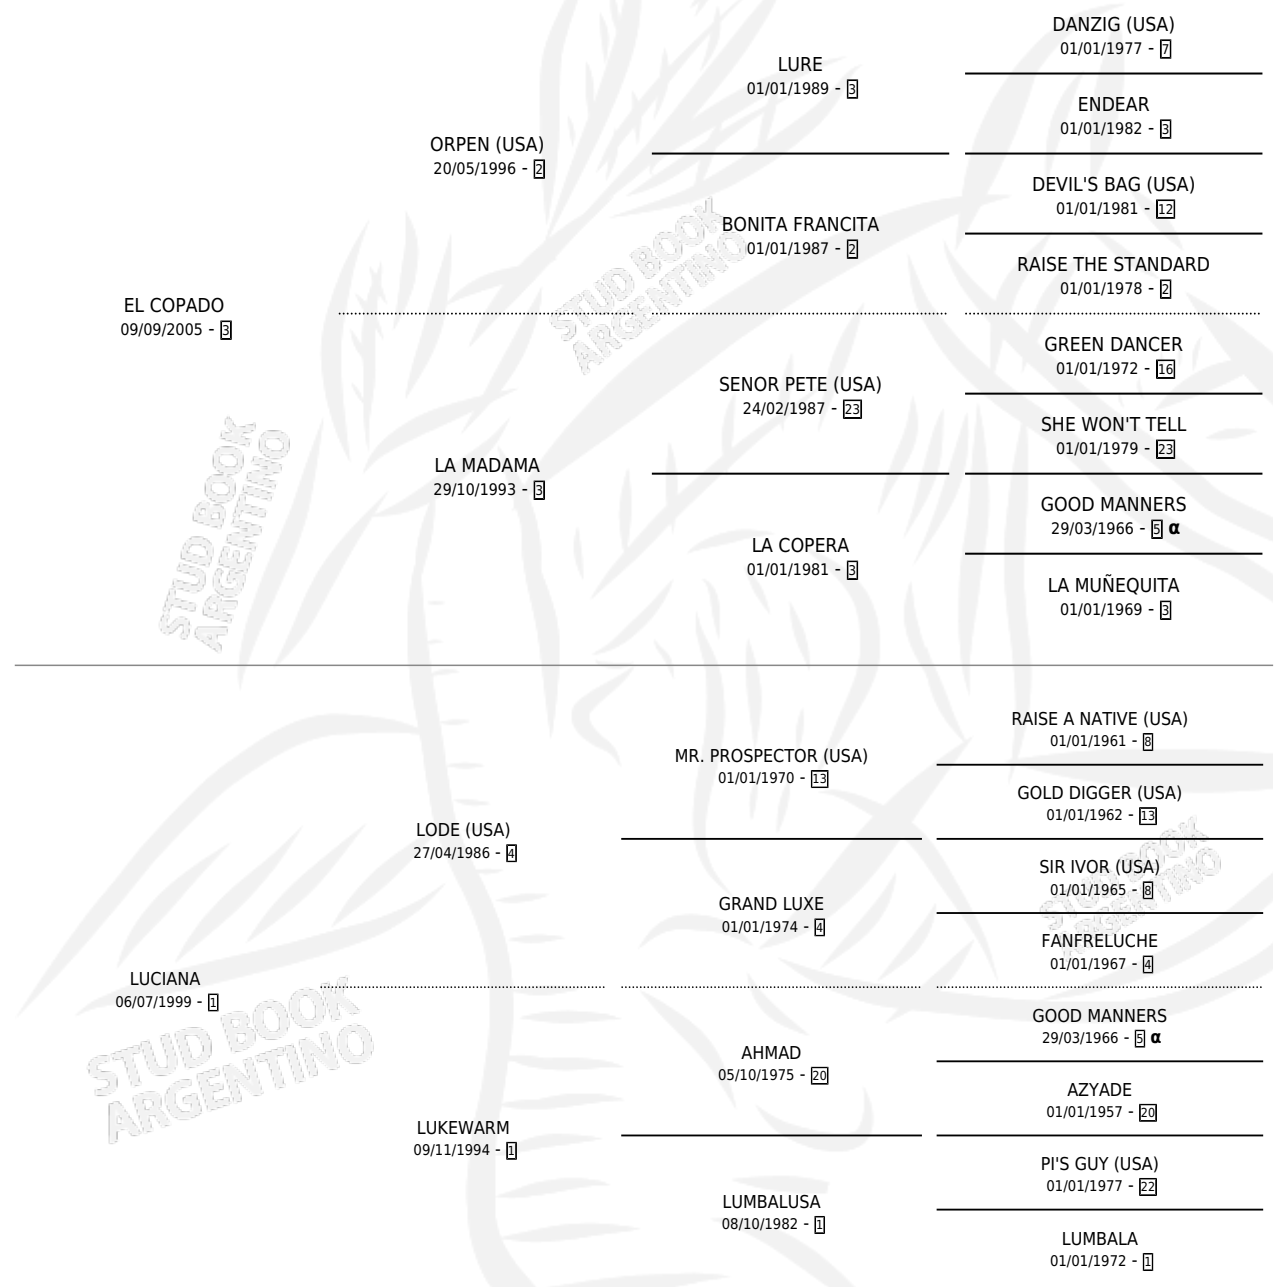 DANZIG (USA)
01/01/1977 - 7
LURE
01/01/1989 - 3
ENDEAR
01/01/1982 - 3
ORPEN (USA)
20/05/1996 - 2
DEVIL'S BAG (USA)
01/01/1981 - 12
BONITA FRANCITA
01/01/1987 - 2
RAISE THE STANDARD
01/01/1978 - 2
EL COPADO
09/09/2005 - 3
GREEN DANCER
01/01/1972 - 16
SENOR PETE (USA)
24/02/1987 - 23
SHE WON'T TELL
01/01/1979 - 23
LA MADAMA
29/10/1993 - 3
GOOD MANNERS
29/03/1966 - 5 α
LA COPERA
01/01/1981 - 3
LA MUÑEQUITA
01/01/1969 - 3
STUD BOOK
ARGENTINO
STUD BOOK
ARGENTINO
RAISE A NATIVE (USA)
01/01/1961 - 8
MR. PROSPECTOR (USA)
01/01/1970 - 13
GOLD DIGGER (USA)
01/01/1962 - 13
LODE (USA)
27/04/1986 - 4
SIR IVOR (USA)
01/01/1965 - 8
GRAND LUXE
01/01/1974 - 4
FANFRELUCHE
01/01/1967 - 4
LUCIANA
06/07/1999 - 1
GOOD MANNERS
29/03/1966 - 5 α
AHMAD
05/10/1975 - 20
AZYADE
01/01/1957 - 20
LUKEWARM
09/11/1994 - 1
PI'S GUY (USA)
01/01/1977 - 22
LUMBALUSA
08/10/1982 - 1
LUMBALA
01/01/1972 - 1
STUD BOOK
ARGENTINO
STUD BOOK
ARGENTINO